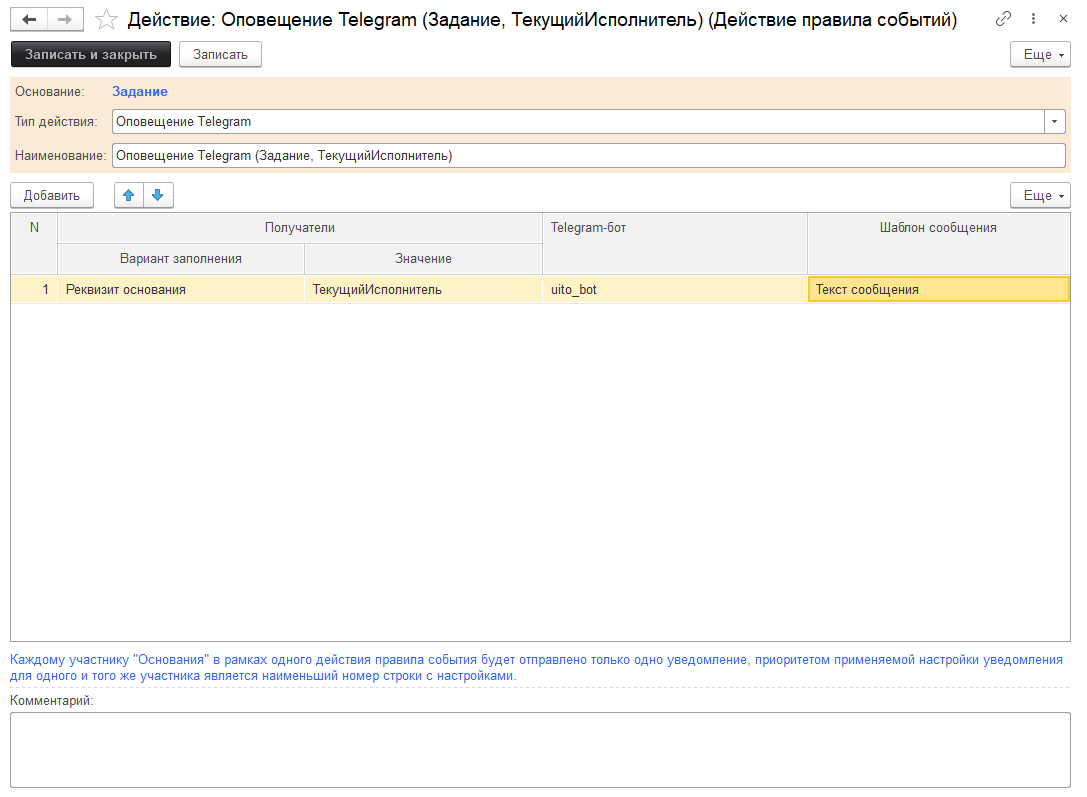 Действие: Оповещение Telegram (Задание, ТекущийИсполнитель) (Действие правила событий)
Записать и закрыть
Записать
Еще
Основание: Задание
Тип действия: Оповещение Telegram
Наименование: Оповещение Telegram (Задание, ТекущийИсполнитель)
Добавить
Еще
N
Получатели
Telegram-бот
Шаблон сообщения
Вариант заполнения
Значение
1 Реквизит основания ТекущийИсполнитель uito_bot Текст сообщения
Каждому участнику "Основания" в рамках одного действия правила события будет отправлено только одно уведомление, приоритетом применяемой настройки уведомления
для одного и того же участника является наименьший номер строки с настройками.
Комментарий: